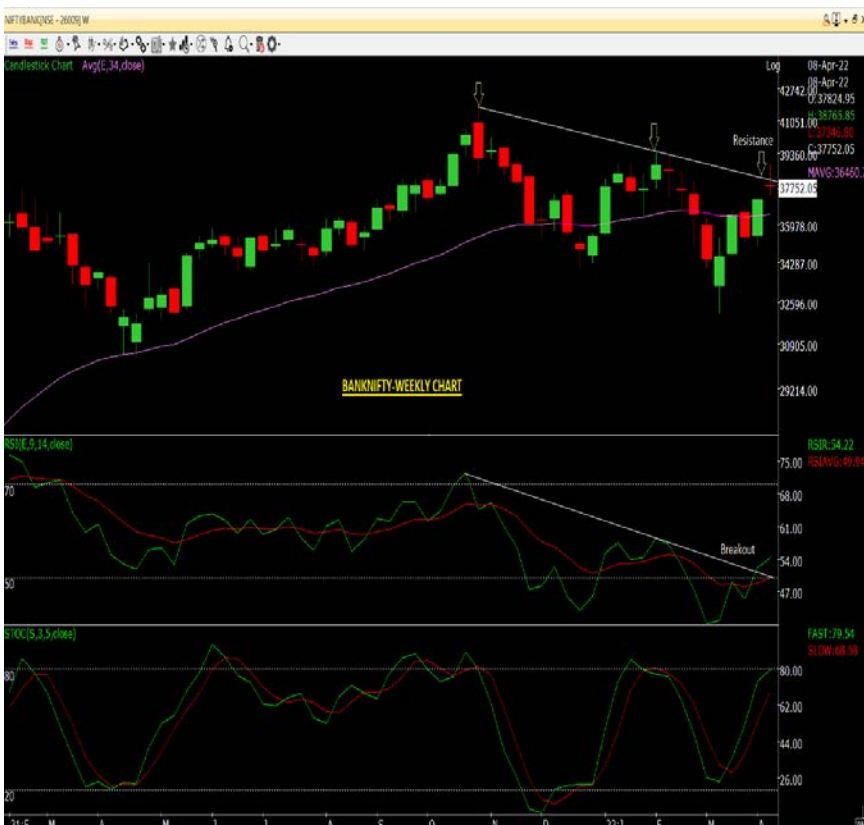 NIFTYBANK[NSE - 26009] W
Candlestick Chart Avg(E,34,close)
Log
08-Apr-22
08-Apr-22
O:37824.95
H:38765.85
L:37346.60
C:37752.05
MAVG:36460.
42742.00
41051.00
39360.00
37752.05
35978.00
34287.00
32596.00
30905.00
29214.00
Resistance
BANKNIFTY-WEEKLY CHART
RSI(E,9,14,close)
RSIR:54.22
RSIAVG:49.94
75.00
70
68.00
61.00
Breakout
54.00
50
47.00
STOC(S,3,5,close)
FAST:79.54
SLOW:68.58
80
80.00
62.00
44.00
26.00
20
M A M J J A S O N D 22:J F M A